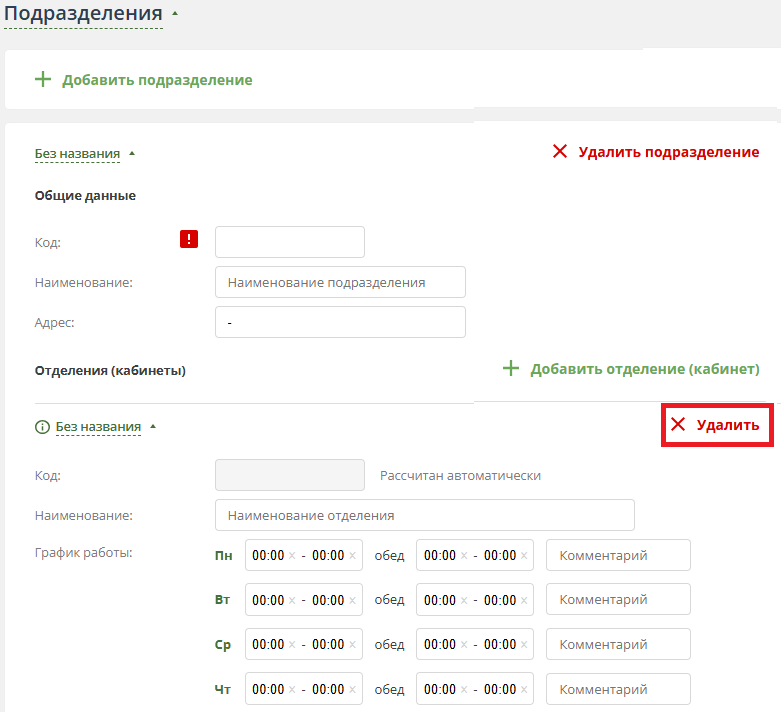 Подразделения
Добавить подразделение
Без названия
Удалить подразделение
Общие данные
Код: !
Наименование: Наименование подразделения
Адрес: -
Отделения (кабинеты) Добавить отделение (кабинет)
Без названия Удалить
Код: Рассчитан автоматически
Наименование: Наименование отделения
График работы: Пн 00:00 x - 00:00 x обед 00:00 x - 00:00 x Комментарий
Вт 00:00 x - 00:00 x обед 00:00 x - 00:00 x Комментарий
Ср 00:00 x - 00:00 x обед 00:00 x - 00:00 x Комментарий
Чт 00:00 x - 00:00 x обед 00:00 x - 00:00 x Комментарий